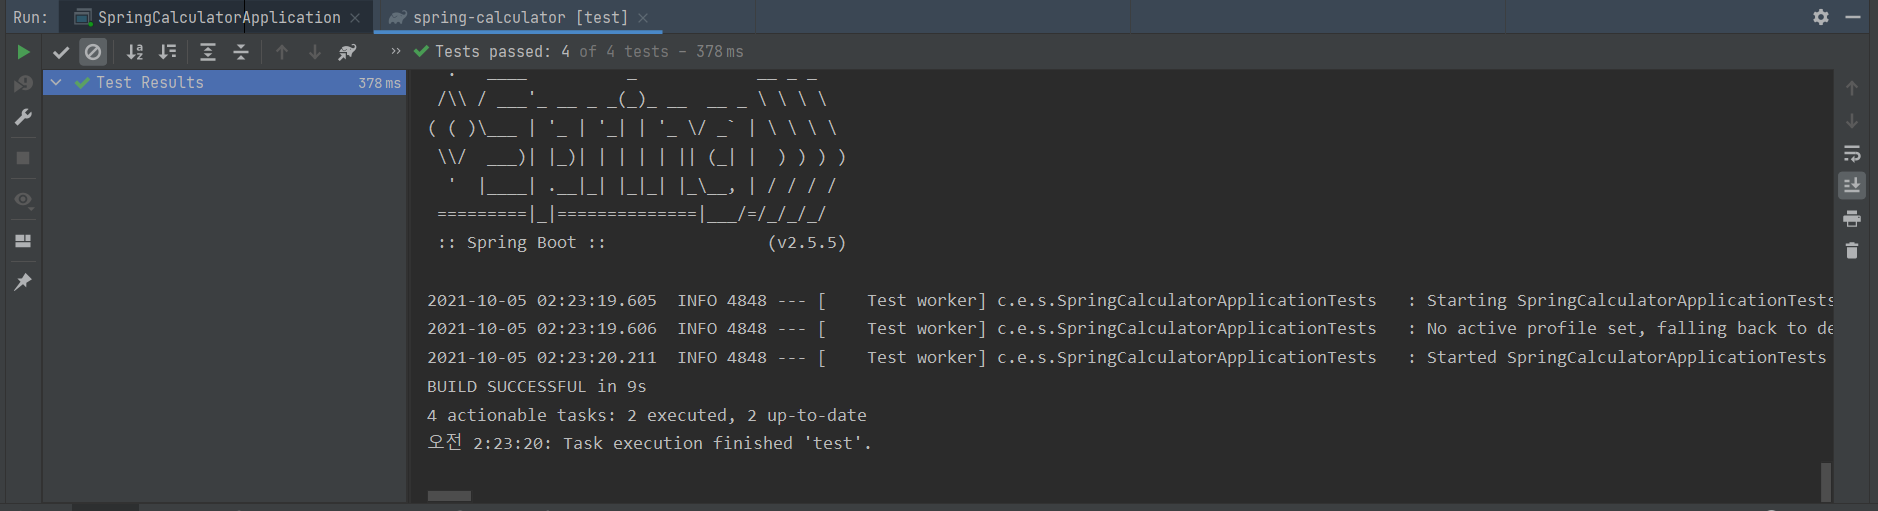 Run: SpringCalculatorApplication × spring-calculator [test] ×
» Tests passed: 4 of 4 tests – 378 ms
Test Results 378 ms
  .   ____          _            __ _ _
 /\\ / ___'_ __ _ _(_)_ __  __ _ \ \ \ \
( ( )\___ | '_ | '_| | '_ \/ _` | \ \ \ \
 \\/  ___)| |_)| | | | | || (_| |  ) ) ) )
  '  |____| .__|_| |_|_| |_\__, | / / / /
 =========|_|==============|___/=/_/_/_/
 :: Spring Boot ::                (v2.5.5)
2021-10-05 02:23:19.605  INFO 4848 --- [    Test worker] c.e.s.SpringCalculatorApplicationTests   : Starting SpringCalculatorApplicationTests
2021-10-05 02:23:19.606  INFO 4848 --- [    Test worker] c.e.s.SpringCalculatorApplicationTests   : No active profile set, falling back to de
2021-10-05 02:23:20.211  INFO 4848 --- [    Test worker] c.e.s.SpringCalculatorApplicationTests   : Started SpringCalculatorApplicationTests
BUILD SUCCESSFUL in 9s
4 actionable tasks: 2 executed, 2 up-to-date
오전 2:23:20: Task execution finished 'test'.